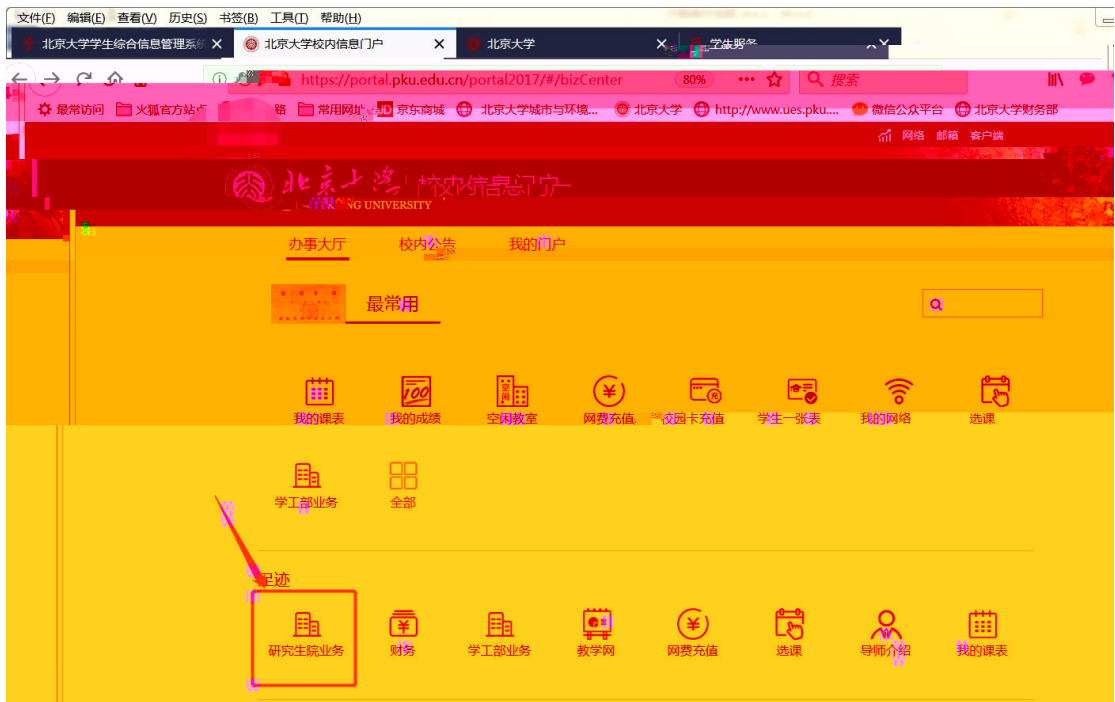 文件(F) 编辑(E) 查看(V) 历史(S) 书签(B) 工具(T) 帮助(H)
北京大学学生综合信息管理系统 北京大学校内信息门户 北京大学 学生服务
https://portal.pku.edu.cn/portal2017/#/bizCenter 80% 搜索
最常访问 火狐官方站点 常用网址 JD 京东商城 北京大学城市与环境... 北京大学 http://www.ues.pku.... 微信公众平台 北京大学财务部
网络 邮箱 客户端
北京大学 校内信息门户
UNIVERSITY
办事大厅 校内公告 我的门户
最常用
我的课表 我的成绩 空闲教室 网费充值 校园卡充值 学生一张表 我的网络 选课
学工部业务 全部
足迹
研究生院业务 财务 学工部业务 教学网 网费充值 选课 导师介绍 我的课表